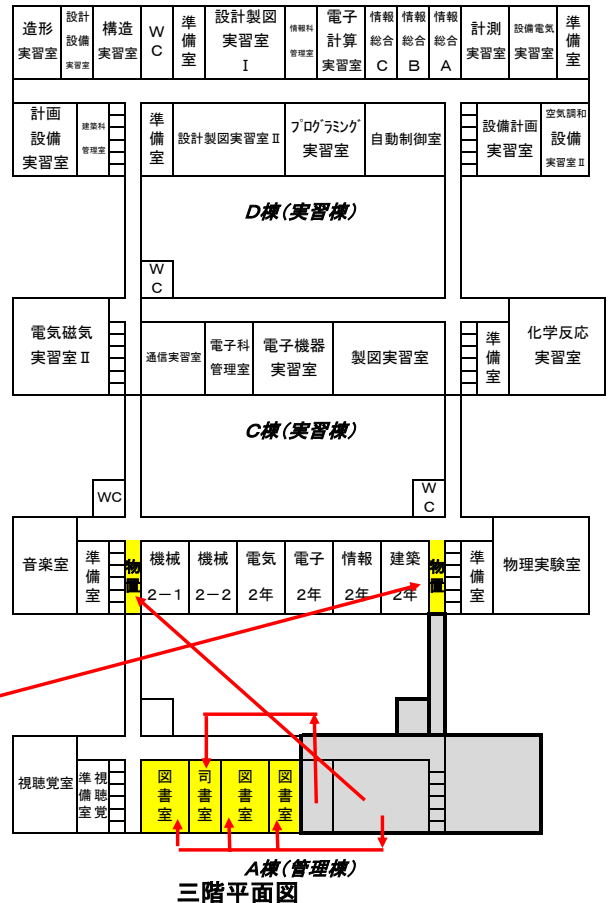 造形
実習室
設計
設備
実習室
構造
実習室
W
C
準
備
室
設計製図
実習室
Ⅰ
情報科
管理室
電子
計算
実習室
情報
総合
C
情報
総合
B
情報
総合
A
計測
実習室
設備電気
実習室
準
備
室
計画
設備
実習室
建築科
管理室
準
備
室
設計製図実習室Ⅱ
プログラミング
実習室
自動制御室
設備計画
実習室
空気調和
設備
実習室Ⅱ
D棟(実習棟)
W
C
電気磁気
実習室Ⅱ
通信実習室
電子科
管理室
電子機器
実習室
製図実習室
準
備
室
化学反応
実習室
C棟(実習棟)
WC
W
C
音楽室
準
備
室
物
置
機械
2-1
機械
2-2
電気
2年
電子
2年
情報
2年
建築
2年
物
置
準
備
室
物理実験室
視聴覚室
準視
備聴
室覚
図
書
室
司
書
室
図
書
室
図
書
室
A棟(管理棟)
三階平面図